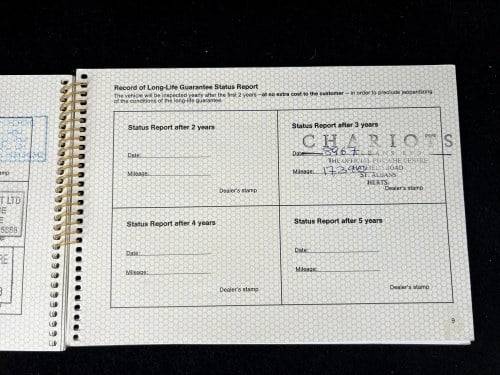 Record of Long-Life Guarantee Status Report
The vehicle will be inspected yearly after the first 2 years – at no extra cost to the customer – in order to preclude jeopardizing
of the conditions of the long-life guarantee.
Status Report after 2 years
Date:
Mileage:
Dealer's stamp
Status Report after 3 years
CHARIOTS
Date:
THE OFFICIAL PORSCHE CENTRE
Mileage:
ROAD
ST. ALBANS
HERTS.
Dealer's stamp
Status Report after 4 years
Date:
Mileage:
Dealer's stamp
Status Report after 5 years
Date:
Mileage:
Dealer's stamp
9
T LTD
RE